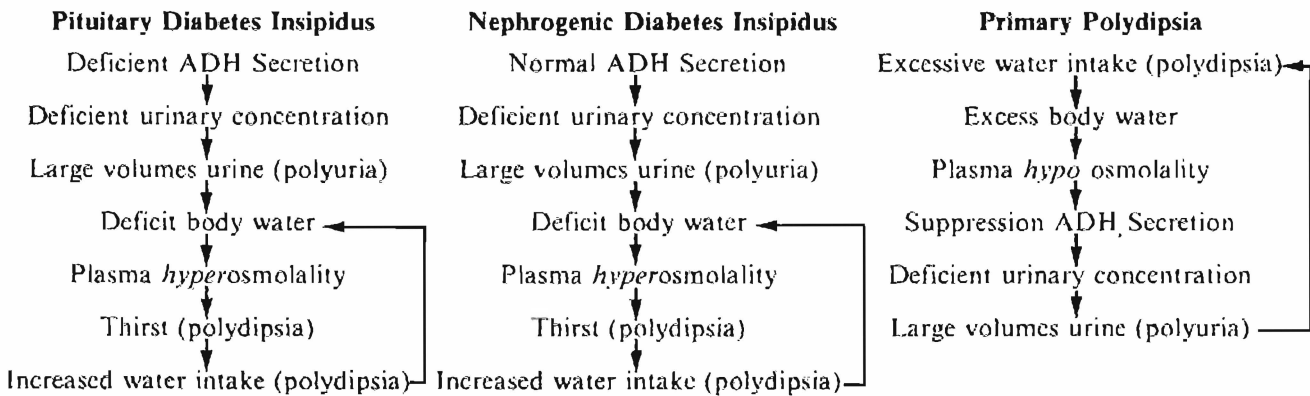 Pituitary Diabetes Insipidus
Deficient ADH Secretion
Deficient urinary concentration
Large volumes urine (polyuria)
Deficit body water
Plasma hyperosmolality
Thirst (polydipsia)
Increased water intake (polydipsia)
Nephrogenic Diabetes Insipidus
Normal ADH Secretion
Deficient urinary concentration
Large volumes urine (polyuria)
Deficit body water
Plasma hyperosmolality
Thirst (polydipsia)
Increased water intake (polydipsia)
Primary Polydipsia
Excessive water intake (polydipsia)
Excess body water
Plasma hypo osmolality
Suppression ADH Secretion
Deficient urinary concentration
Large volumes urine (polyuria)